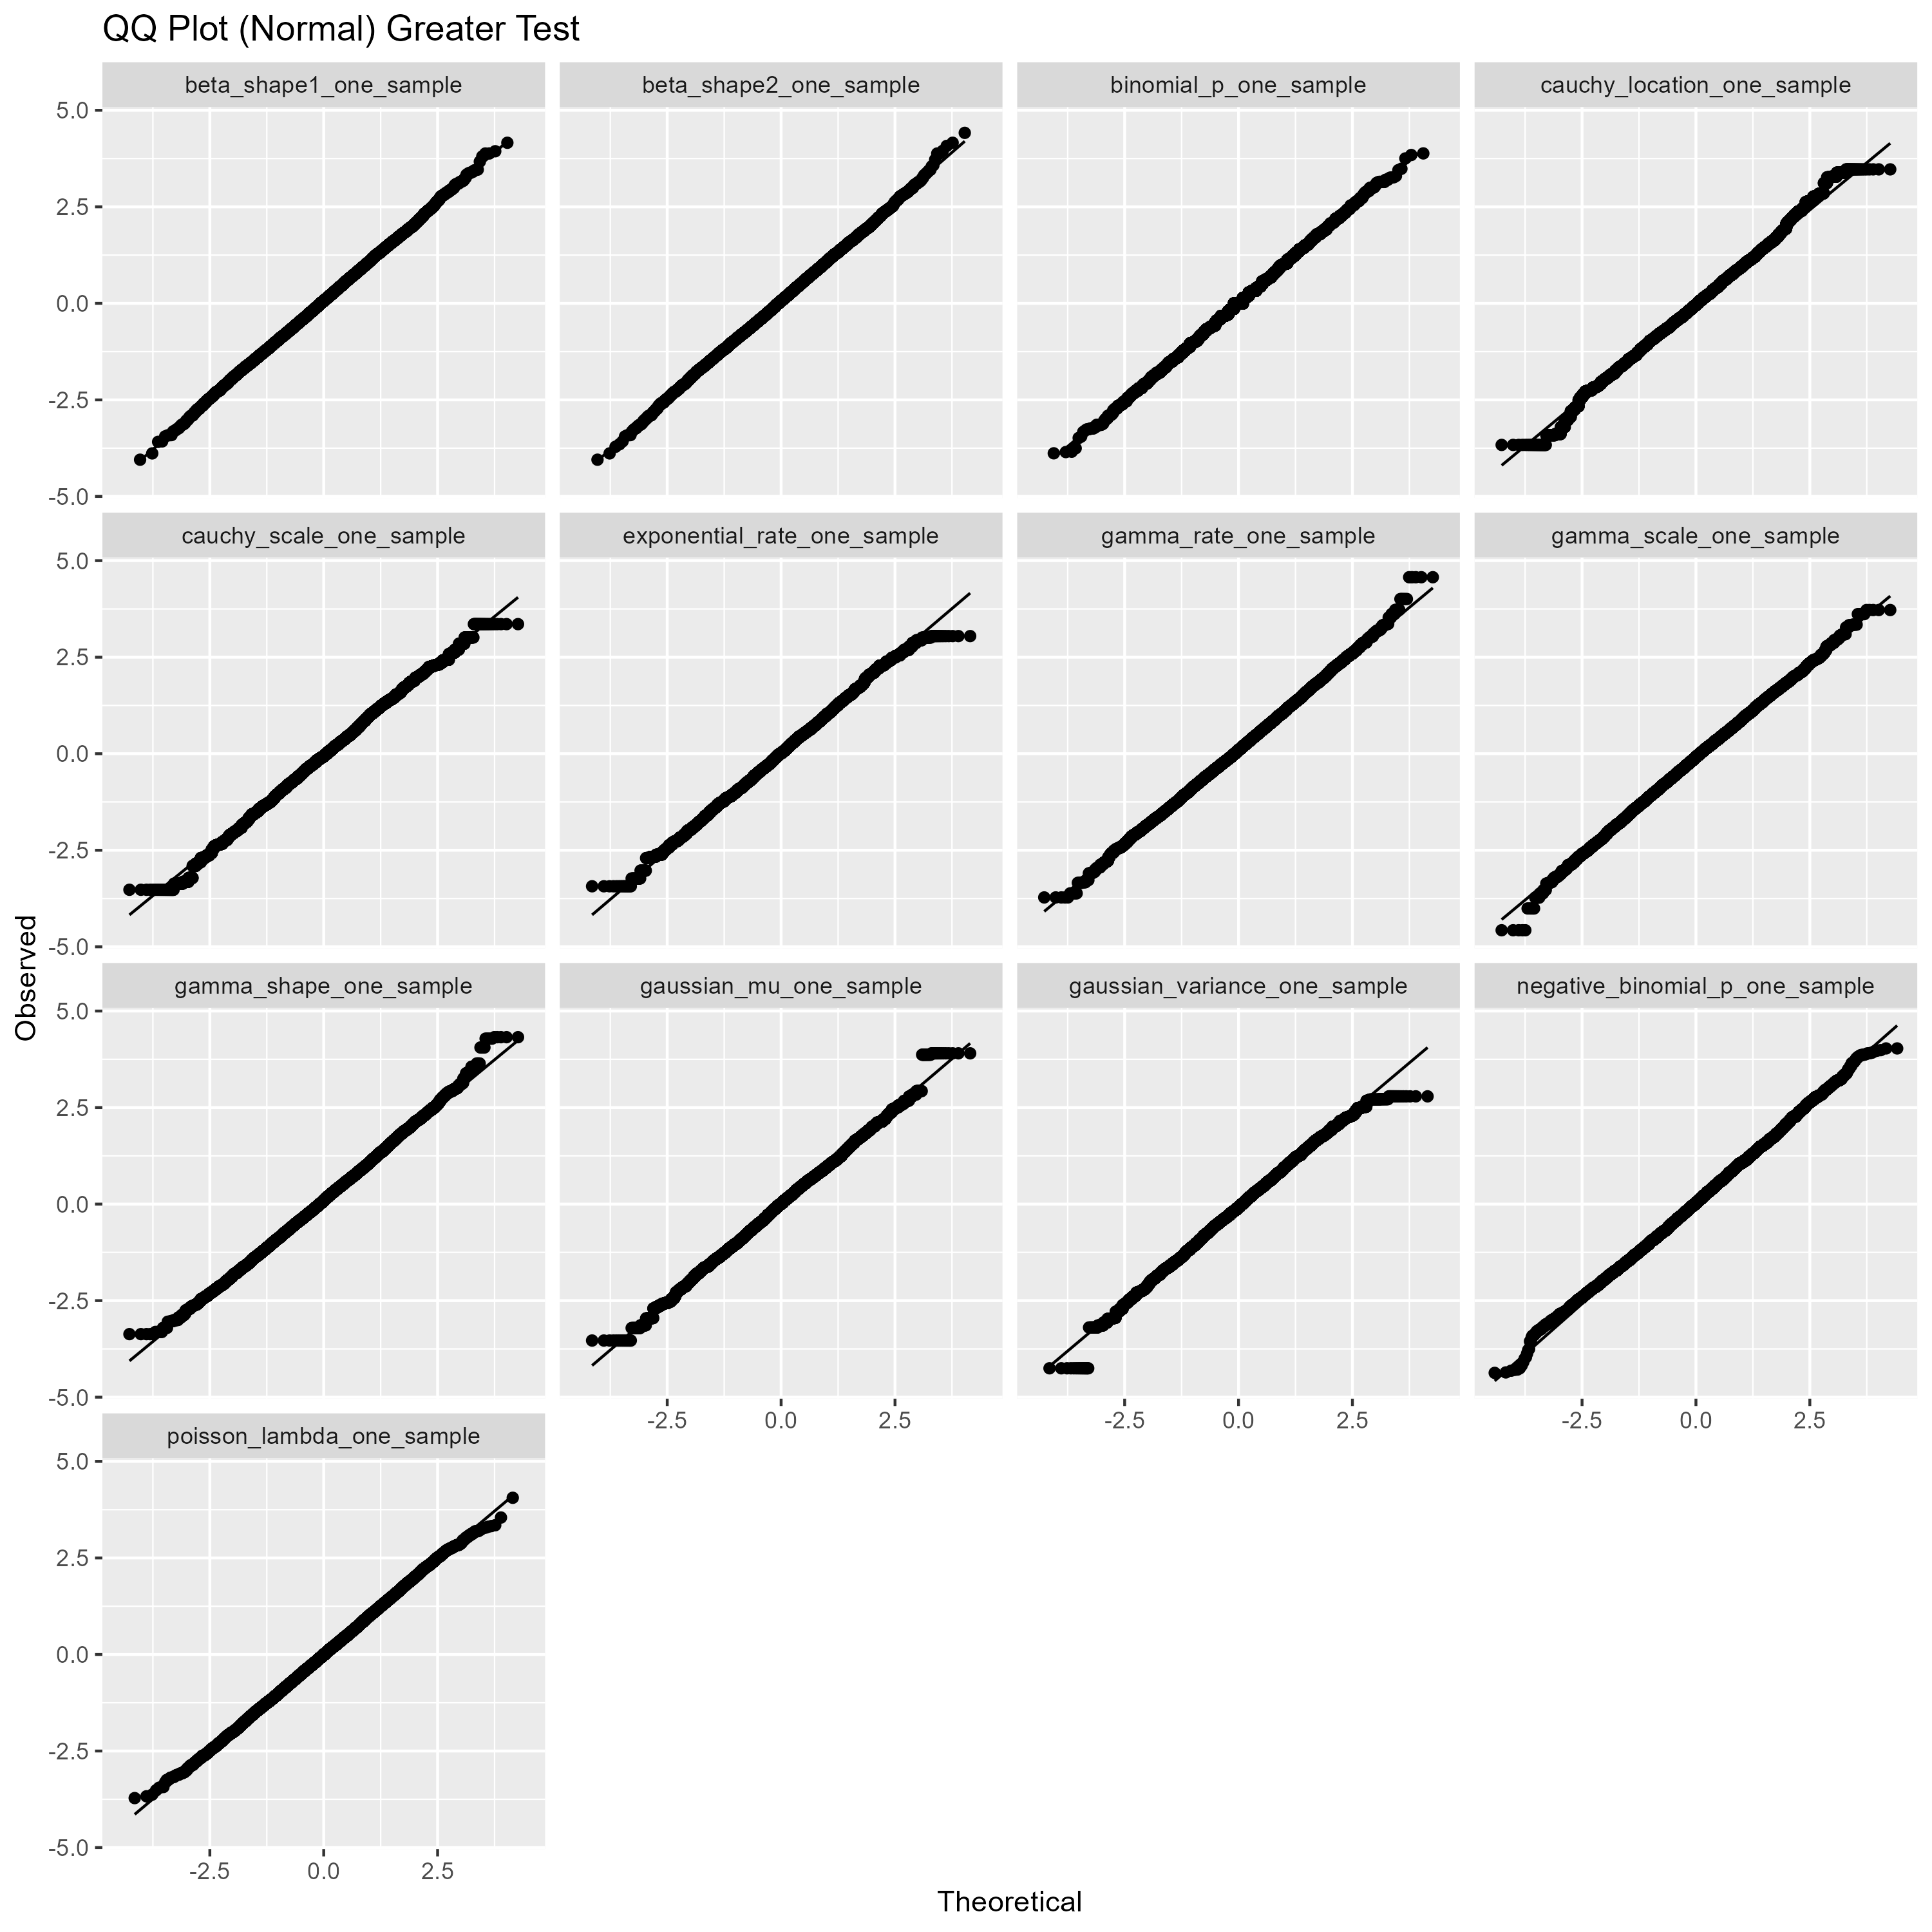 QQ Plot (Normal) Greater Test
beta_shape1_one_sample
beta_shape2_one_sample
binomial_p_one_sample
cauchy_location_one_sample
5.0
2.5
0.0
-2.5
-5.0
cauchy_scale_one_sample
exponential_rate_one_sample
gamma_rate_one_sample
gamma_scale_one_sample
5.0
2.5
0.0
-2.5
-5.0
Observed
gamma_shape_one_sample
gaussian_mu_one_sample
gaussian_variance_one_sample
negative_binomial_p_one_sample
5.0
2.5
0.0
-2.5
-5.0
-2.5 0.0 2.5
-2.5 0.0 2.5
-2.5 0.0 2.5
poisson_lambda_one_sample
5.0
2.5
0.0
-2.5
-5.0
-2.5 0.0 2.5
Theoretical